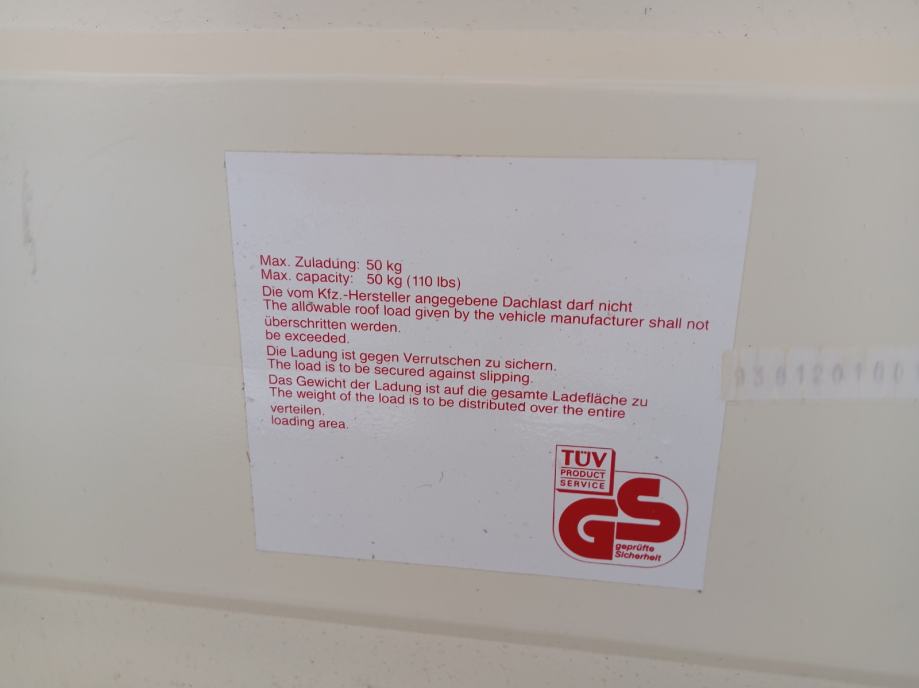 Max. Zuladung: 50 kg
Max. capacity: 50 kg (110 lbs)
Die vom Kfz.-Hersteller angegebene Dachlast darf nicht
The allowable roof load given by the vehicle manufacturer shall not
überschritten werden.
be exceeded.
Die Ladung ist gegen Verrutschen zu sichern.
The load is to be secured against slipping.
Das Gewicht der Ladung ist auf die gesamte Ladefläche zu
The weight of the load is to be distributed over the entire
verteilen.
loading area.
TÜV
PRODUCT
SERVICE
GS
geprüfte
Sicherheit